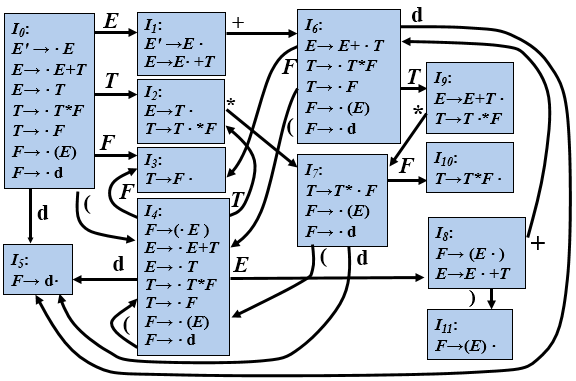 I0:
E' → · E
E → · E+T
E → · T
T → · T*F
T → · F
F → · (E)
F → · d
E
I1:
E' → E ·
E → E · +T
+
T
I2:
E → T ·
T → T · *F
*
F
I3:
T → F ·
F
T
I4:
F → (· E )
E → · E+T
E → · T
T → · T*F
T → · F
F → · (E)
F → · d
(
d
(
d
E
I5:
F → d·
I6:
E → E+ · T
T → · T*F
T → · F
F → · (E)
F → · d
d
F
(
T
I9:
E → E+T ·
T → T ·*F
*
I7:
T → T* · F
F → · (E)
F → · d
F
I10:
T → T*F ·
(
d
I8:
F → (E ·)
E → E · +T
+
)
I11:
F → (E) ·